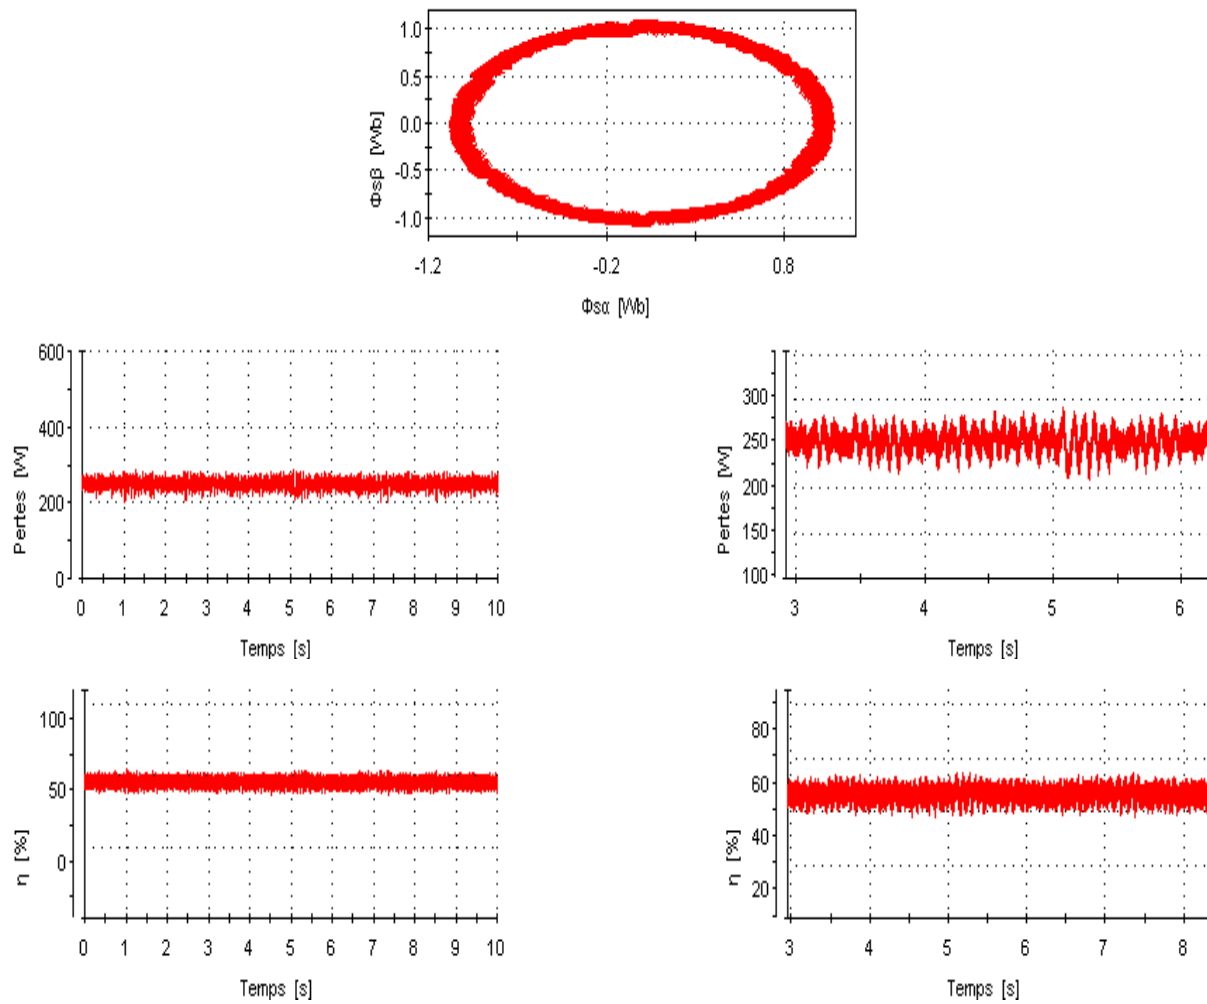 1.0
0.5
0.0
-0.5
-1.0
Φsβ [Wb]
-1.2 -0.2 0.8
Φsα [Wb]
600
400
200
0
Pertes [W]
0 1 2 3 4 5 6 7 8 9 10
Temps [s]
300
250
200
150
100
Pertes [W]
3 4 5 6
Temps [s]
100
50
0
η [%]
0 1 2 3 4 5 6 7 8 9 10
Temps [s]
80
60
40
20
η [%]
3 4 5 6 7 8
Temps [s]